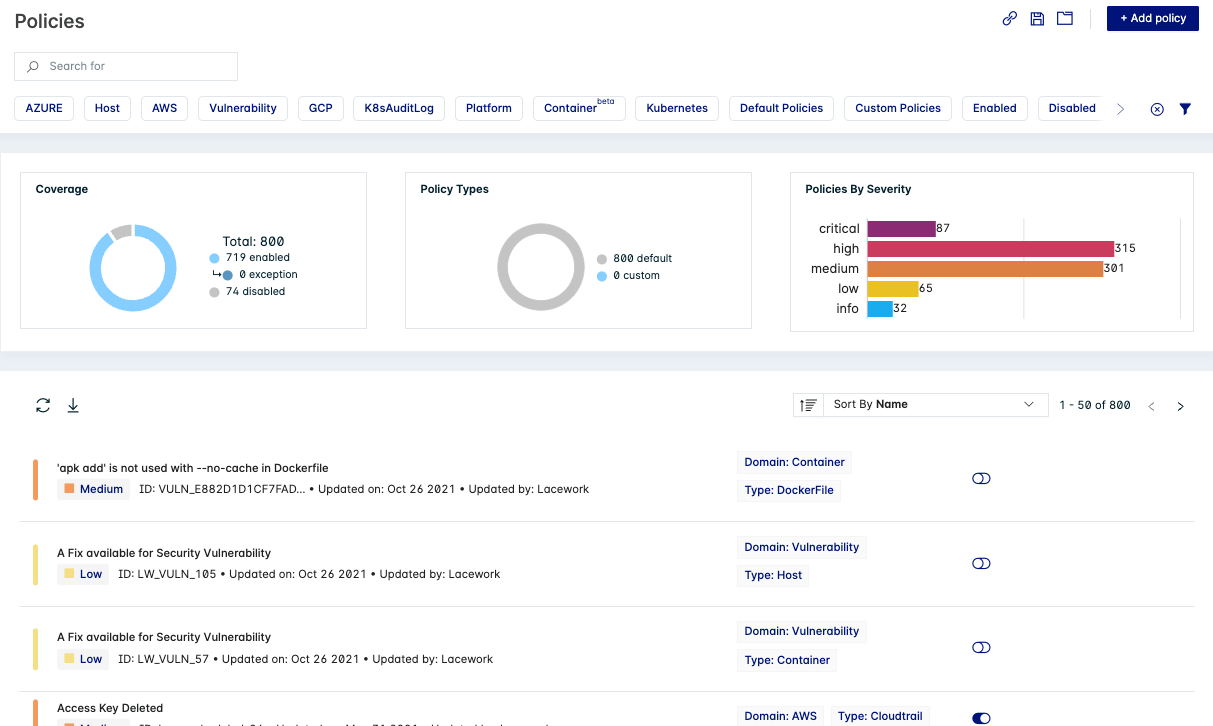 Policies
+ Add policy
Search for
AZURE Host AWS Vulnerability GCP K8sAuditLog Platform Container beta Kubernetes Default Policies Custom Policies Enabled Disabled
Coverage
Total: 800
719 enabled
0 exception
74 disabled
Policy Types
800 default
0 custom
Policies By Severity
critical 87
high 315
medium 301
low 65
info 32
Sort By Name
1 - 50 of 800
'apk add' is not used with --no-cache in Dockerfile
Medium ID: VULN_E882D1D1CF7FAD... • Updated on: Oct 26 2021 • Updated by: Lacework
Domain: Container
Type: DockerFile
A Fix available for Security Vulnerability
Low ID: LW_VULN_105 • Updated on: Oct 26 2021 • Updated by: Lacework
Domain: Vulnerability
Type: Host
A Fix available for Security Vulnerability
Low ID: LW_VULN_57 • Updated on: Oct 26 2021 • Updated by: Lacework
Domain: Vulnerability
Type: Container
Access Key Deleted
Domain: AWS Type: Cloudtrail